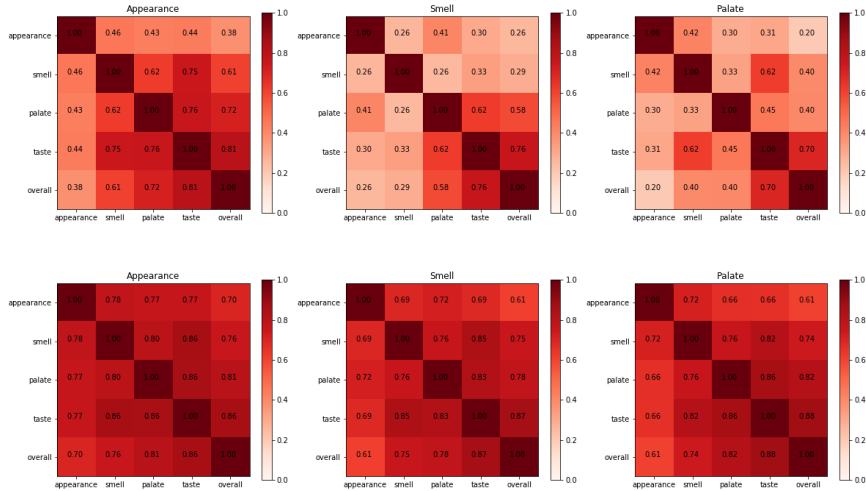 Appearance
appearance 1.00 0.46 0.43 0.44 0.38
smell 0.46 1.00 0.62 0.75 0.61
palate 0.43 0.62 1.00 0.76 0.72
taste 0.44 0.75 0.76 1.00 0.81
overall 0.38 0.61 0.72 0.81 1.00
appearance smell palate taste overall
1.0
0.8
0.6
0.4
0.2
0.0
Smell
appearance 1.00 0.26 0.41 0.30 0.26
smell 0.26 1.00 0.26 0.33 0.29
palate 0.41 0.26 1.00 0.62 0.58
taste 0.30 0.33 0.62 1.00 0.76
overall 0.26 0.29 0.58 0.76 1.00
appearance smell palate taste overall
1.0
0.8
0.6
0.4
0.2
0.0
Palate
appearance 1.00 0.42 0.30 0.31 0.20
smell 0.42 1.00 0.33 0.62 0.40
palate 0.30 0.33 1.00 0.45 0.40
taste 0.31 0.62 0.45 1.00 0.70
overall 0.20 0.40 0.40 0.70 1.00
appearance smell palate taste overall
1.0
0.8
0.6
0.4
0.2
0.0
Appearance
appearance 1.00 0.78 0.77 0.77 0.70
smell 0.78 1.00 0.80 0.86 0.76
palate 0.77 0.80 1.00 0.86 0.81
taste 0.77 0.86 0.86 1.00 0.86
overall 0.70 0.76 0.81 0.86 1.00
appearance smell palate taste overall
1.0
0.8
0.6
0.4
0.2
0.0
Smell
appearance 1.00 0.69 0.72 0.69 0.61
smell 0.69 1.00 0.76 0.85 0.75
palate 0.72 0.76 1.00 0.83 0.78
taste 0.69 0.85 0.83 1.00 0.87
overall 0.61 0.75 0.78 0.87 1.00
appearance smell palate taste overall
1.0
0.8
0.6
0.4
0.2
0.0
Palate
appearance 1.00 0.72 0.66 0.66 0.61
smell 0.72 1.00 0.76 0.82 0.74
palate 0.66 0.76 1.00 0.86 0.82
taste 0.66 0.82 0.86 1.00 0.88
overall 0.61 0.74 0.82 0.88 1.00
appearance smell palate taste overall
1.0
0.8
0.6
0.4
0.2
0.0